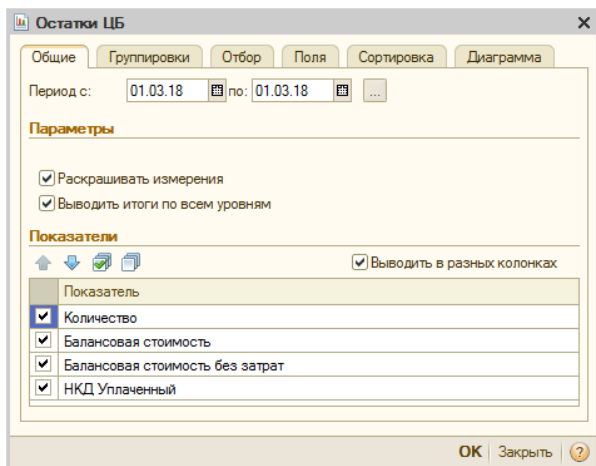 Остатки ЦБ
Общие Группировки Отбор Поля Сортировка Диаграмма
Период с: 01.03.18 по: 01.03.18 ...
Параметры
Раскрашивать измерения
Выводить итоги по всем уровням
Показатели
Выводить в разных колонках
Показатель
Количество
Балансовая стоимость
Балансовая стоимость без затрат
НКД Уплаченный
OK Закрыть ?